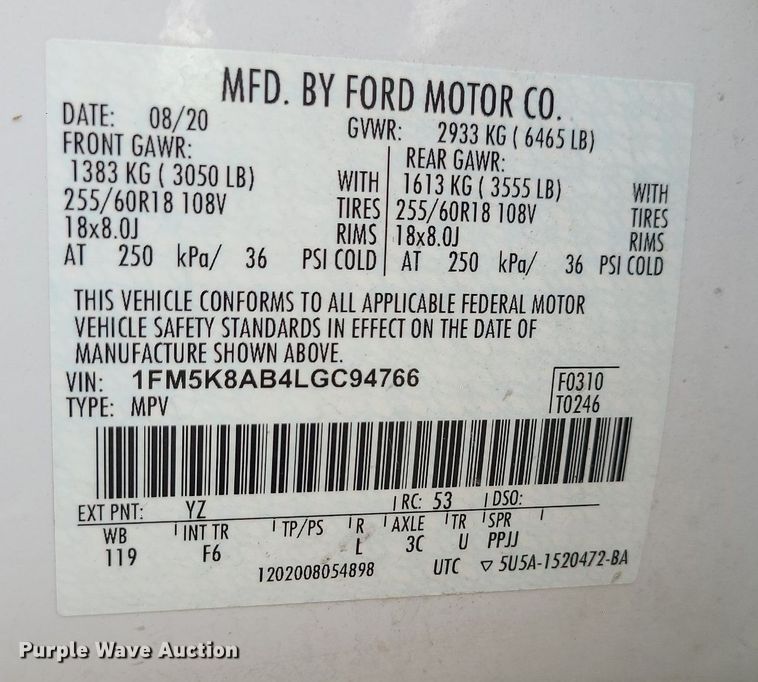 MFD. BY FORD MOTOR CO.
DATE: 08/20 GVWR: 2933 KG ( 6465 LB)
FRONT GAWR: REAR GAWR:
1383 KG ( 3050 LB) WITH 1613 KG ( 3555 LB) WITH
255/60R18 108V TIRES 255/60R18 108V TIRES
18x8.0J RIMS 18x8.0J RIMS
AT 250 kPa/ 36 PSI COLD AT 250 kPa/ 36 PSI COLD
THIS VEHICLE CONFORMS TO ALL APPLICABLE FEDERAL MOTOR
VEHICLE SAFETY STANDARDS IN EFFECT ON THE DATE OF
MANUFACTURE SHOWN ABOVE.
VIN: 1FM5K8AB4LGC94766 F0310
TYPE: MPV T0246
EXT PNT: YZ RC: 53 DSO:
WB INT TR TP/PS R AXLE TR SPR
119 F6 L 3C U PPJJ
1202008054898 UTC ▽ 5U5A-1520472-BA
Purple Wave Auction